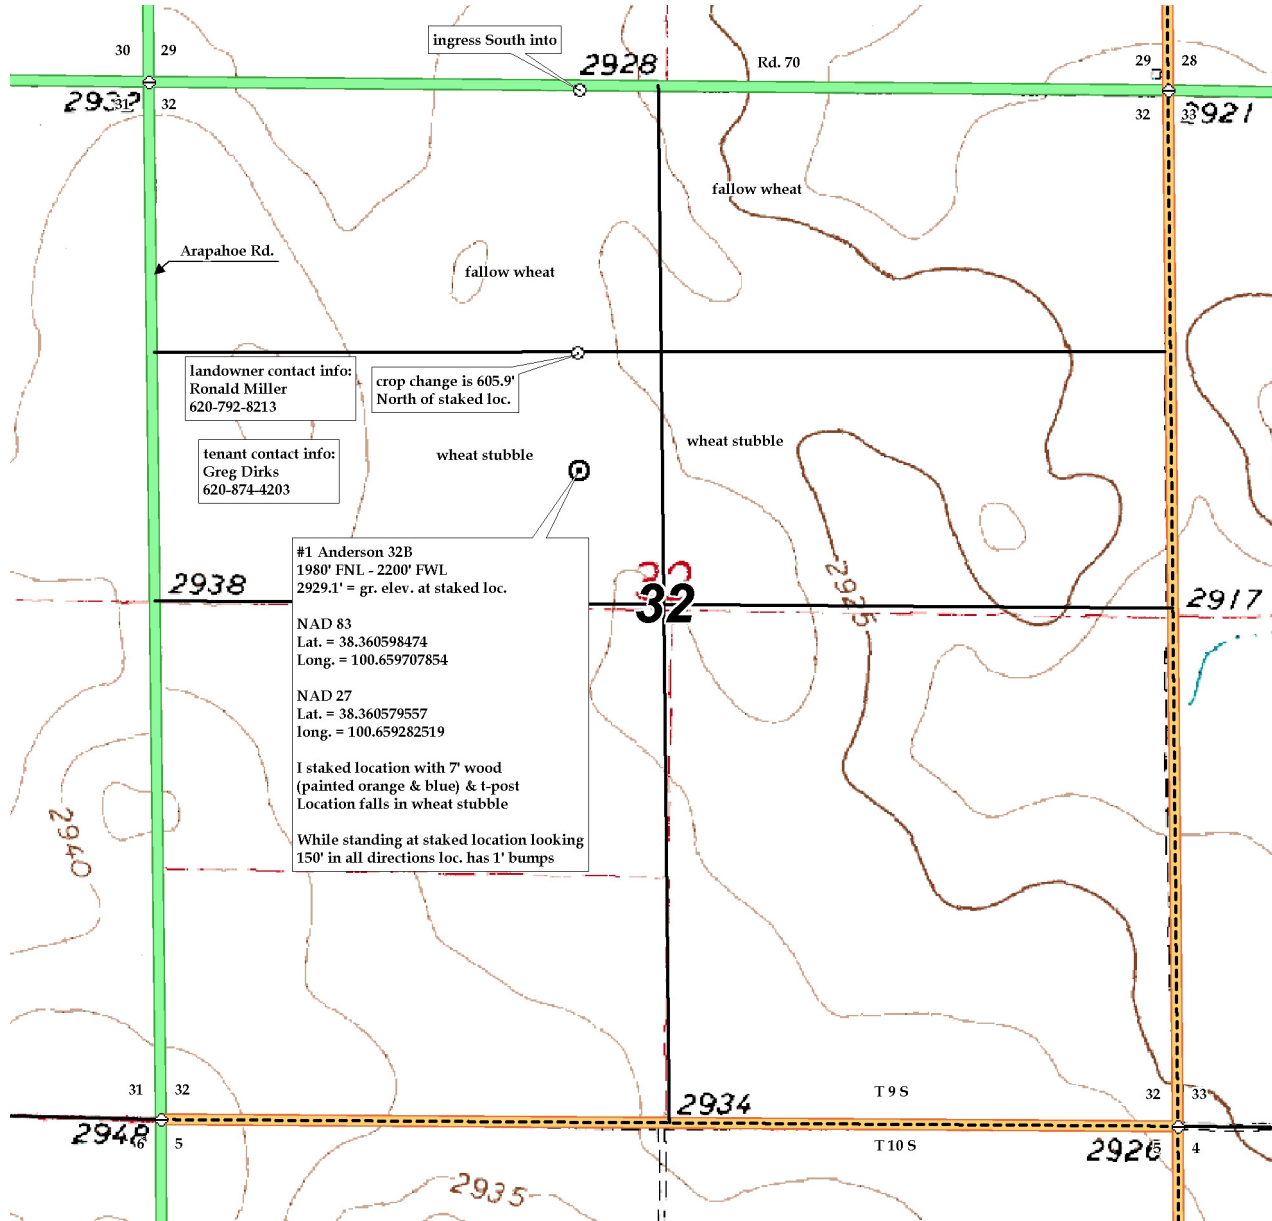 ingress South into
30
29
2928
Rd. 70
29
28
2932
31
32
32
33
2921
fallow wheat
Arapahoe Rd.
fallow wheat
landowner contact info:
Ronald Miller
620-792-8213
crop change is 605.9'
North of staked loc.
tenant contact info:
Greg Dirks
620-874-4203
wheat stubble
wheat stubble
#1 Anderson 32B
1980' FNL - 2200' FWL
2929.1' = gr. elev. at staked loc.
NAD 83
Lat. = 38.360598474
Long. = 100.659707854
NAD 27
Lat. = 38.360579557
long. = 100.659282519
I staked location with 7' wood
(painted orange & blue) & t-post
Location falls in wheat stubble
While standing at staked location looking
150' in all directions loc. has 1' bumps
2938
32
2925
2917
2940
31
32
T 9 S
32
33
2934
2948
6
5
T 10 S
2926
5
4
2935